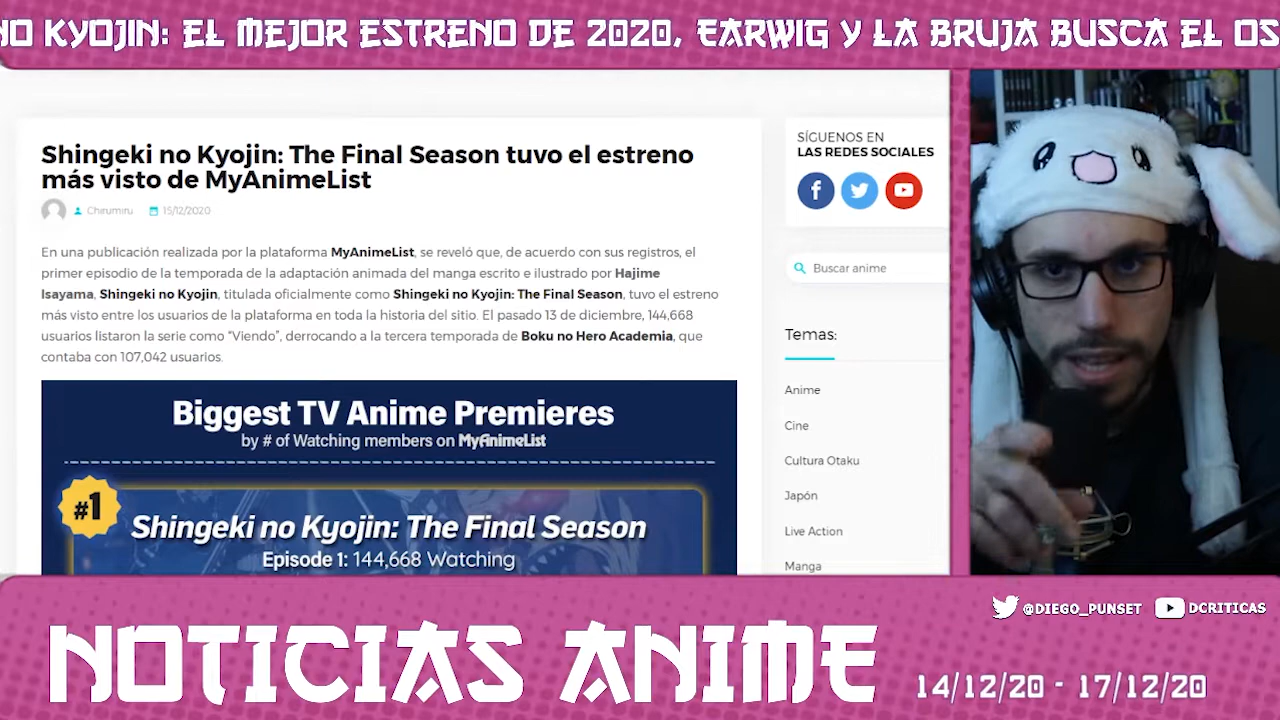 NO KYOJIN: EL MEJOR ESTRENO DE 2020, EARWIG Y LA BRUJA BUSCA EL OS
Shingeki no Kyojin: The Final Season tuvo el estreno
más visto de MyAnimeList
Chirumiru 15/12/2020
En una publicación realizada por la plataforma MyAnimeList, se reveló que, de acuerdo con sus registros, el
primer episodio de la temporada de la adaptación animada del manga escrito e ilustrado por Hajime
Isayama, Shingeki no Kyojin, titulada oficialmente como Shingeki no Kyojin: The Final Season, tuvo el estreno
más visto entre los usuarios de la plataforma en toda la historia del sitio. El pasado 13 de diciembre, 144,668
usuarios listaron la serie como “Viendo”, derrocando a la tercera temporada de Boku no Hero Academia, que
contaba con 107,042 usuarios.
Biggest TV Anime Premieres
by # of Watching members on MyAnimeList
#1
Shingeki no Kyojin: The Final Season
Episode 1: 144,668 Watching
SÍGUENOS EN
LAS REDES SOCIALES
Buscar anime
Temas:
Anime
Cine
Cultura Otaku
Japón
Live Action
Manga
@DIEGO_PUNSET DCRITICAS
NOTICIAS ANIME
14/12/20 - 17/12/20